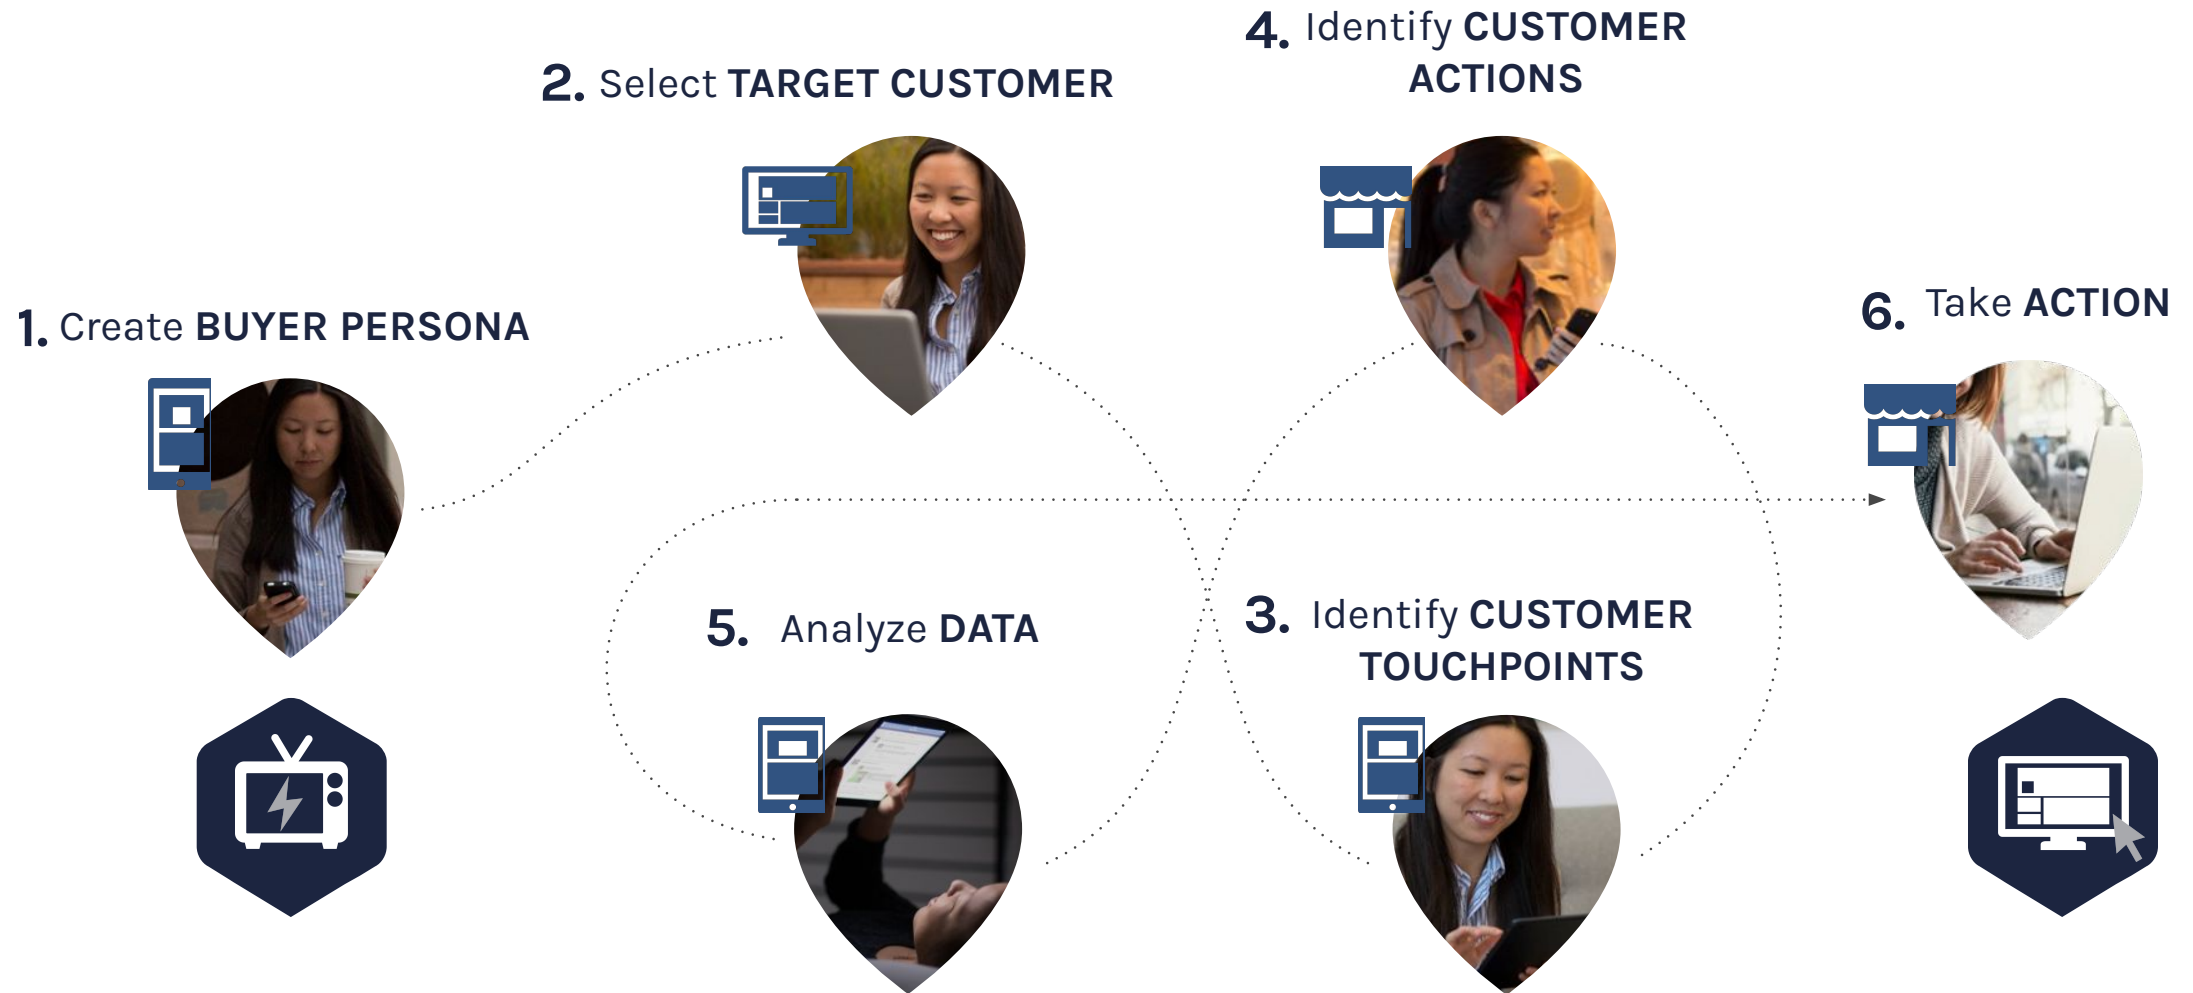 1. Create BUYER PERSONA
2. Select TARGET CUSTOMER
3. Identify CUSTOMER
TOUCHPOINTS
4. Identify CUSTOMER
ACTIONS
5. Analyze DATA
6. Take ACTION